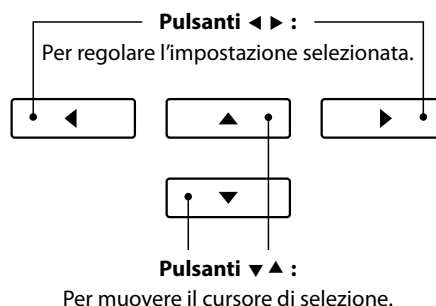 Pulsanti ◀ ▶ :
Per regolare l’impostazione selezionata.
Pulsanti ▼ ▲ :
Per muovere il cursore di selezione.